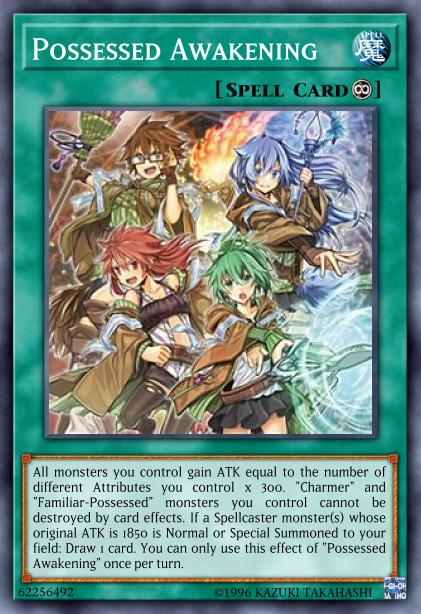 POSSESSED AWAKENING
SPELL
魔
[SPELL CARD]
All monsters you control gain ATK equal to the number of
different Attributes you control x 300. "Charmer" and
"Familiar-Possessed" monsters you control cannot be
destroyed by card effects. If a Spellcaster monster(s) whose
original ATK is 1850 is Normal or Special Summoned to your
field: Draw 1 card. You can only use this effect of "Possessed
Awakening" once per turn.
62256492
©1996 KAZUKI TAKAHASHI